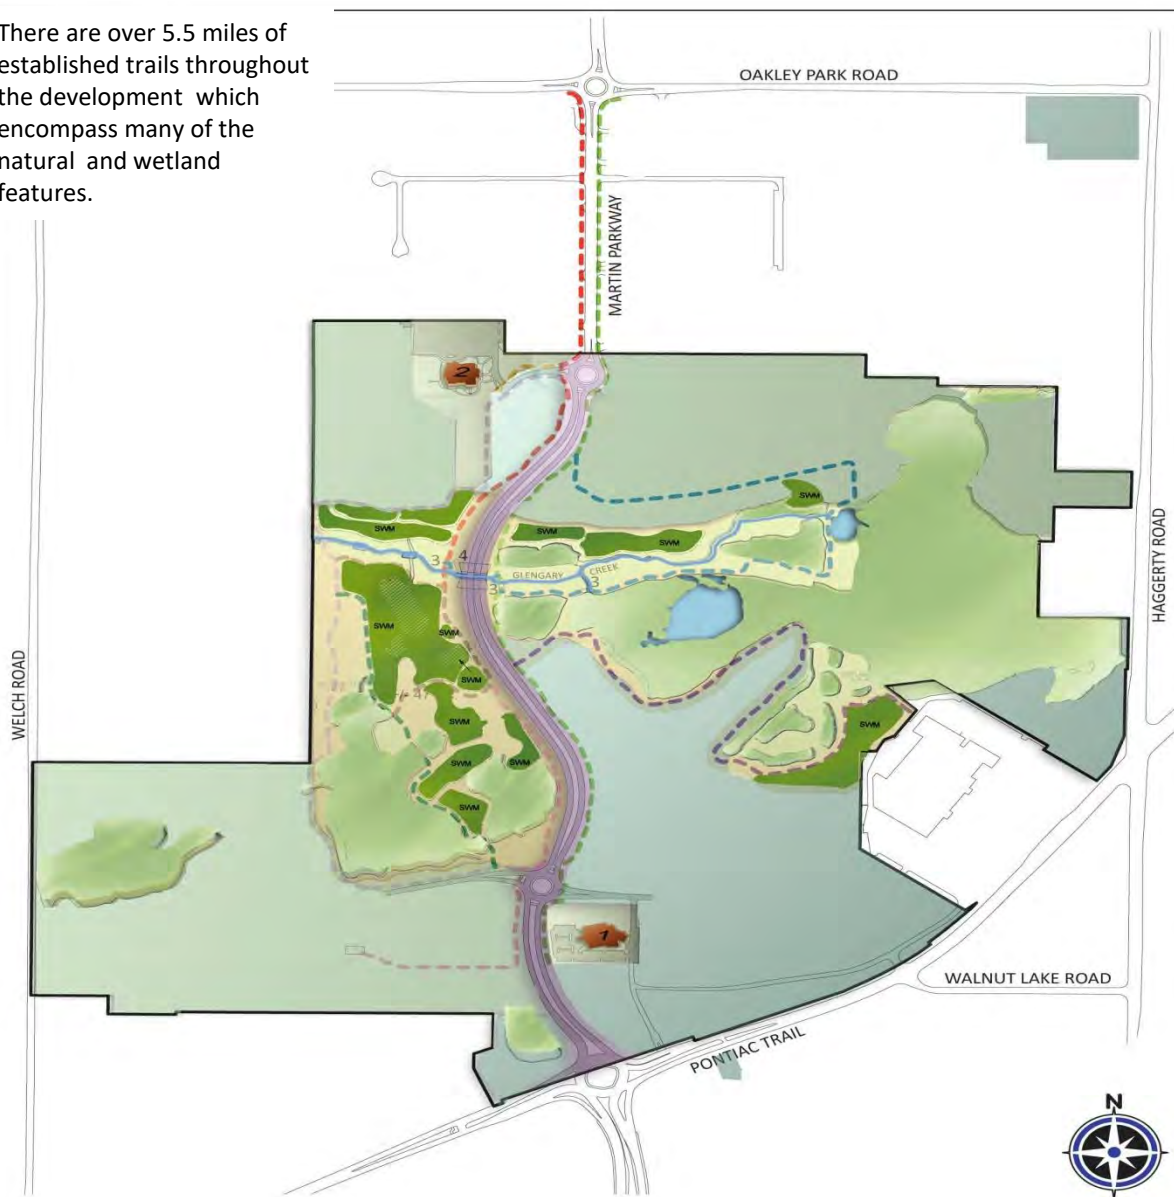 There are over 5.5 miles of
established trails throughout
the development which
encompass many of the
natural and wetland
features.
OAKLEY PARK ROAD
MARTIN PARKWAY
2
SWM
SWM
SWM
SWM
3
4
GLENGARY
CREEK
3
3
HAGGERTY ROAD
SWM
SWM
SWM
WELCH ROAD
SWM
SWM
SWM
SWM
SWM
1
WALNUT LAKE ROAD
PONTIAC TRAIL
N